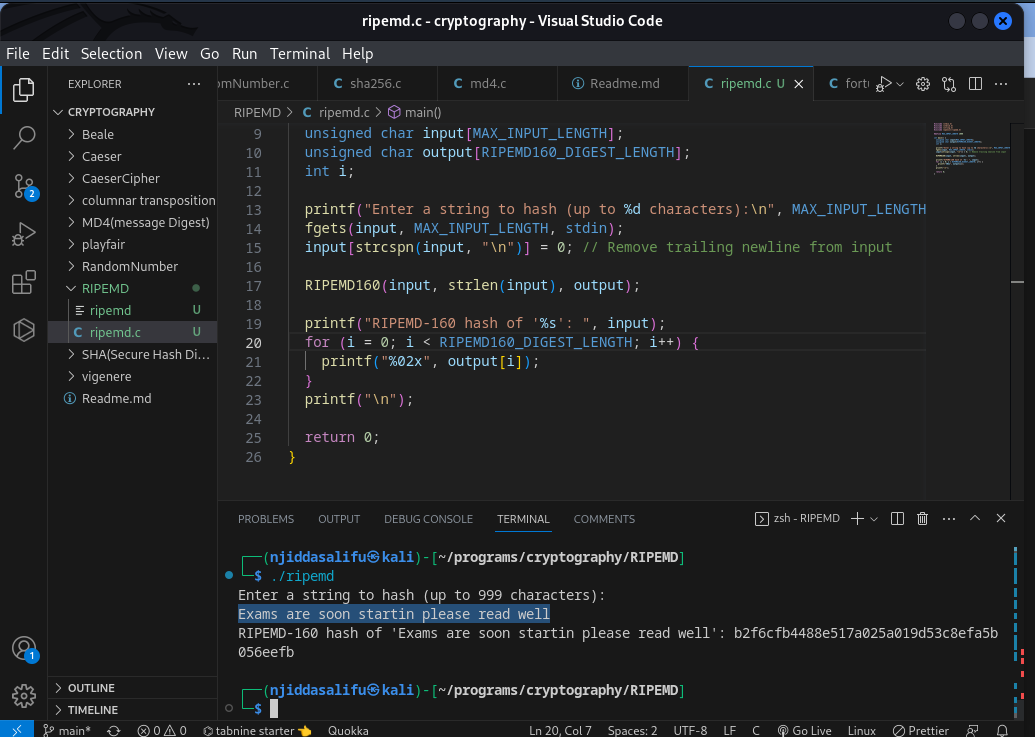 ripemd.c - cryptography - Visual Studio Code
File Edit Selection View Go Run Terminal Help
EXPLORER
CRYPTOGRAPHY
Beale
Caeser
CaeserCipher
columnar transposition
MD4(message Digest)
playfair
RandomNumber
RIPEMD
ripemd U
C ripemd.c U
SHA(Secure Hash Di...
vigenere
Readme.md
OUTLINE
TIMELINE
2
1
omNumber.c C sha256.c C md4.c Readme.md C ripemd.c U C fort
RIPEMD > C ripemd.c > main()
9 unsigned char input[MAX_INPUT_LENGTH];
10 unsigned char output[RIPEMD160_DIGEST_LENGTH];
11 int i;
12
13 printf("Enter a string to hash (up to %d characters):\n", MAX_INPUT_LENGTH
14 fgets(input, MAX_INPUT_LENGTH, stdin);
15 input[strcspn(input, "\n")] = 0; // Remove trailing newline from input
16
17 RIPEMD160(input, strlen(input), output);
18
19 printf("RIPEMD-160 hash of '%s': ", input);
20 for (i = 0; i < RIPEMD160_DIGEST_LENGTH; i++) {
21 printf("%02x", output[i]);
22 }
23 printf("\n");
24
25 return 0;
26 }
PROBLEMS OUTPUT DEBUG CONSOLE TERMINAL COMMENTS zsh - RIPEMD
┌──(njiddasalifu㉿kali)-[~/programs/cryptography/RIPEMD]
└─$ ./ripemd
Enter a string to hash (up to 999 characters):
Exams are soon startin please read well
RIPEMD-160 hash of 'Exams are soon startin please read well': b2f6cfb4488e517a025a019d53c8efa5b
056eefb
┌──(njiddasalifu㉿kali)-[~/programs/cryptography/RIPEMD]
└─$
main* 0 0 tabnine starter 👈 Quokka Ln 20, Col 7 Spaces: 2 UTF-8 LF C Go Live Linux Prettier